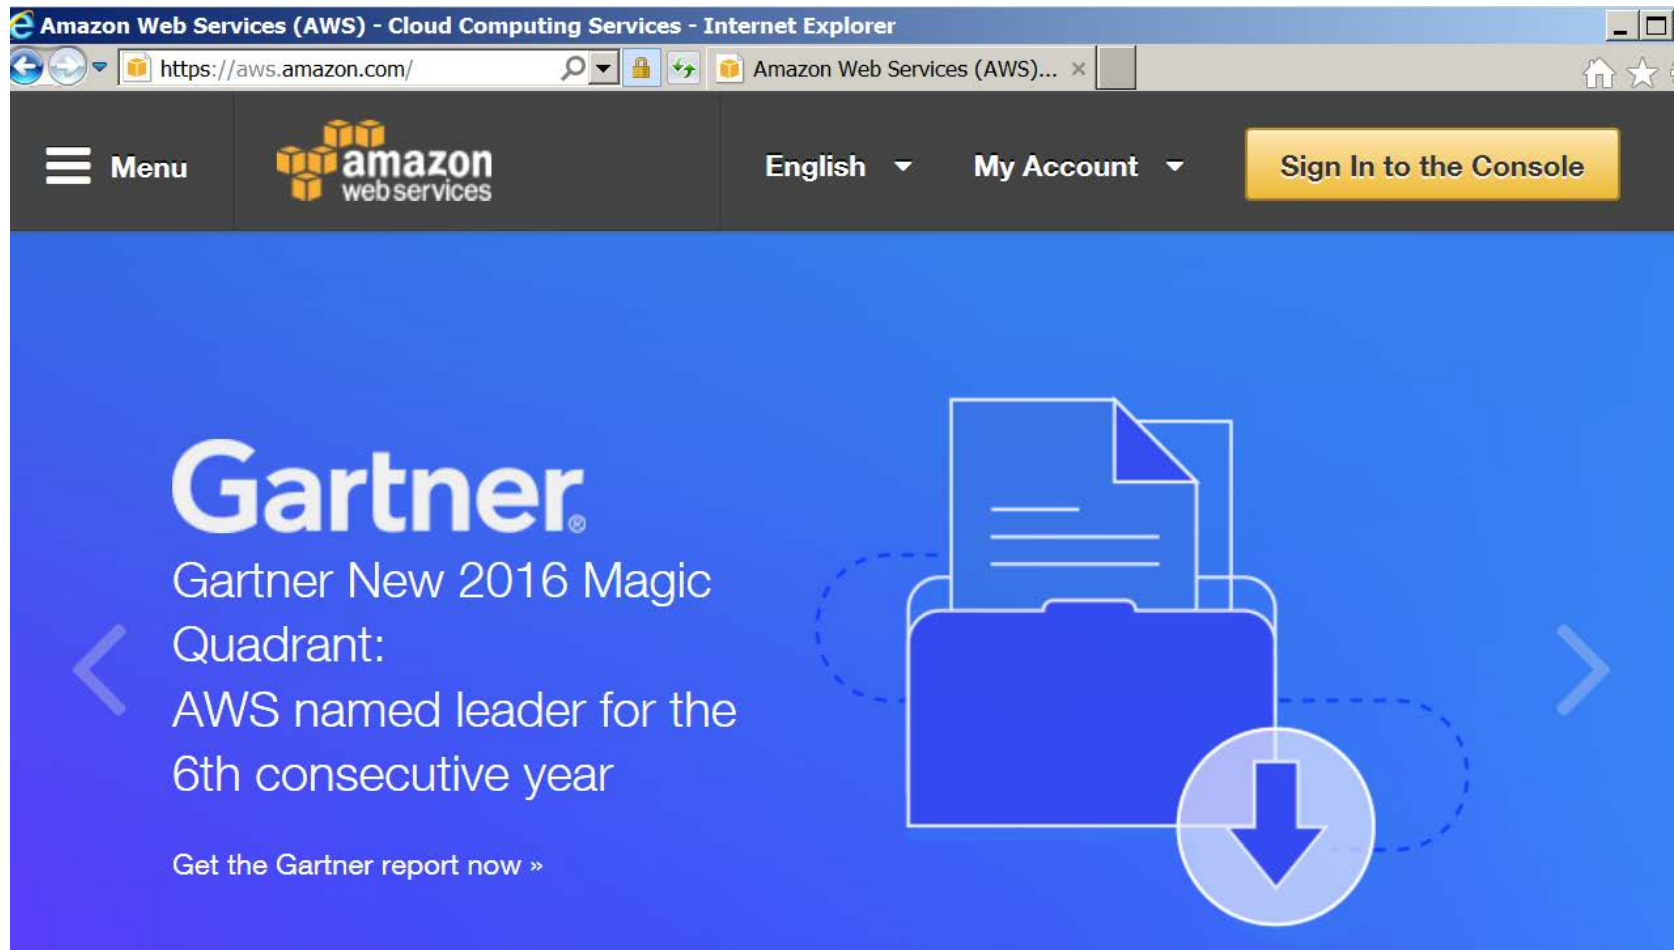 Amazon Web Services (AWS) - Cloud Computing Services - Internet Explorer
https://aws.amazon.com/
Amazon Web Services (AWS)...
Menu
amazon
webservices
English
My Account
Sign In to the Console
Gartner®
Gartner New 2016 Magic
Quadrant:
AWS named leader for the
6th consecutive year
Get the Gartner report now »